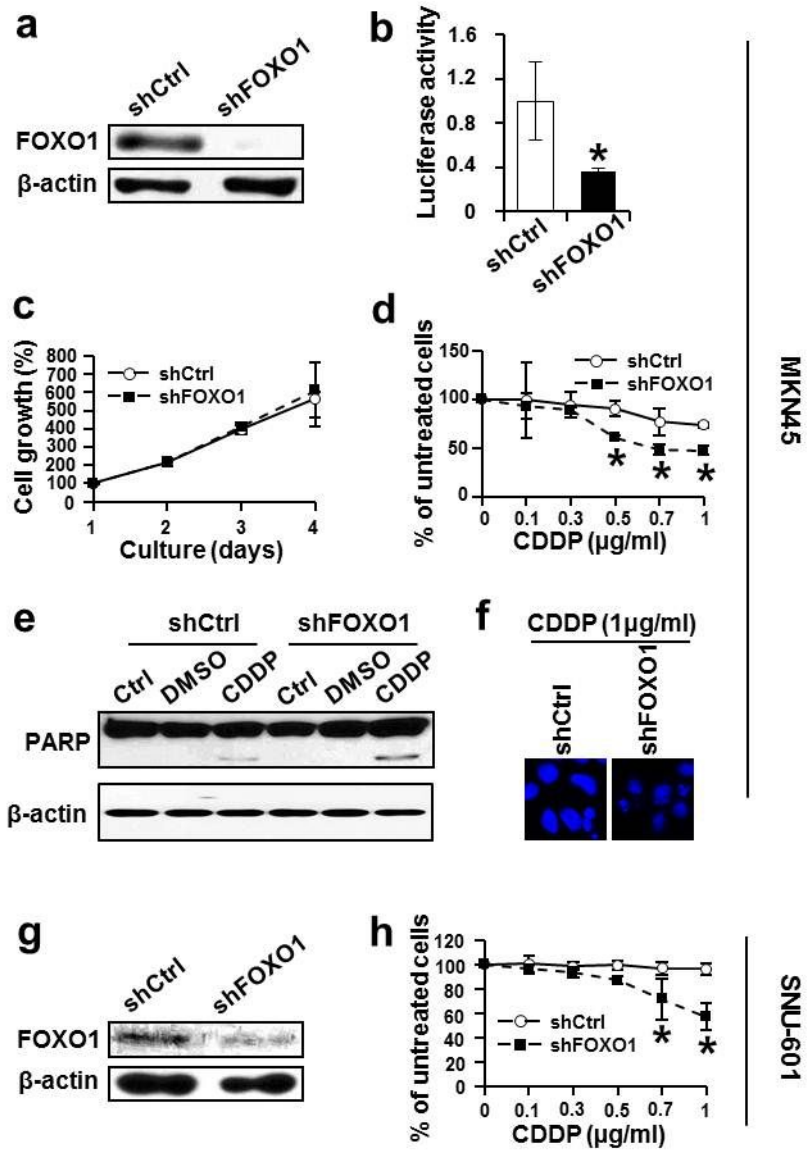 a
shCtrl
shFOXO1
FOXO1
β-actin
b
Luciferase activity
1.6
1.2
0.8
0.4
0
*
shCtrl
shFOXO1
c
Cell growth (%)
800
700
600
500
400
300
200
100
0
shCtrl
shFOXO1
1
2
3
4
Culture (days)
d
% of untreated cells
150
100
50
0
shCtrl
shFOXO1
* * *
0
0.1
0.3
0.5
0.7
1
CDDP (µg/ml)
MKN45
e
shCtrl
shFOXO1
Ctrl
DMSO
CDDP
Ctrl
DMSO
CDDP
PARP
β-actin
f
CDDP (1µg/ml)
shCtrl
shFOXO1
g
shCtrl
shFOXO1
FOXO1
β-actin
h
% of untreated cells
120
100
80
60
40
20
0
shCtrl
shFOXO1
* *
0
0.1
0.3
0.5
0.7
1
CDDP (µg/ml)
SNU-601